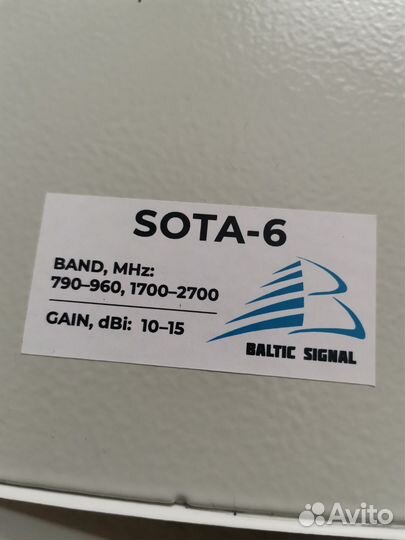 SOTA-6
BAND, MHz:
790–960, 1700–2700
GAIN, dBi: 10–15
BALTIC SIGNAL
Avito